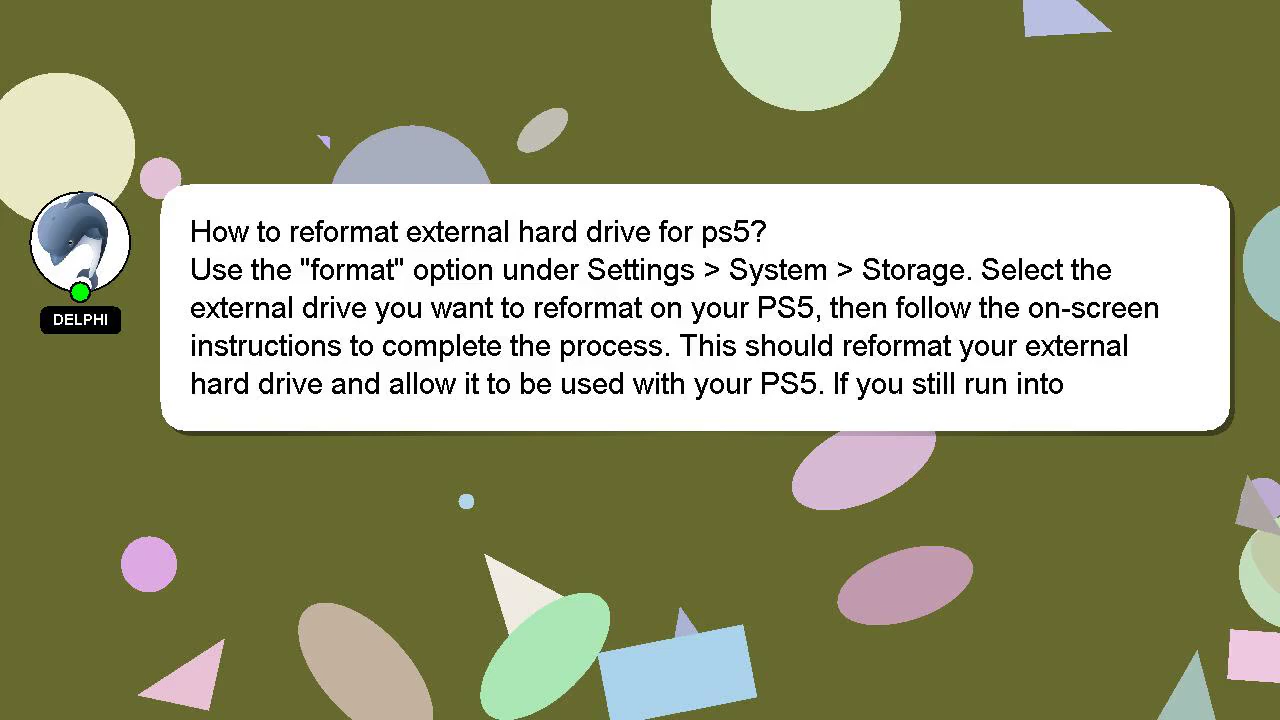 How to reformat external hard drive for ps5?
Use the "format" option under Settings > System > Storage. Select the
external drive you want to reformat on your PS5, then follow the on-screen
instructions to complete the process. This should reformat your external
hard drive and allow it to be used with your PS5. If you still run into
DELPHI